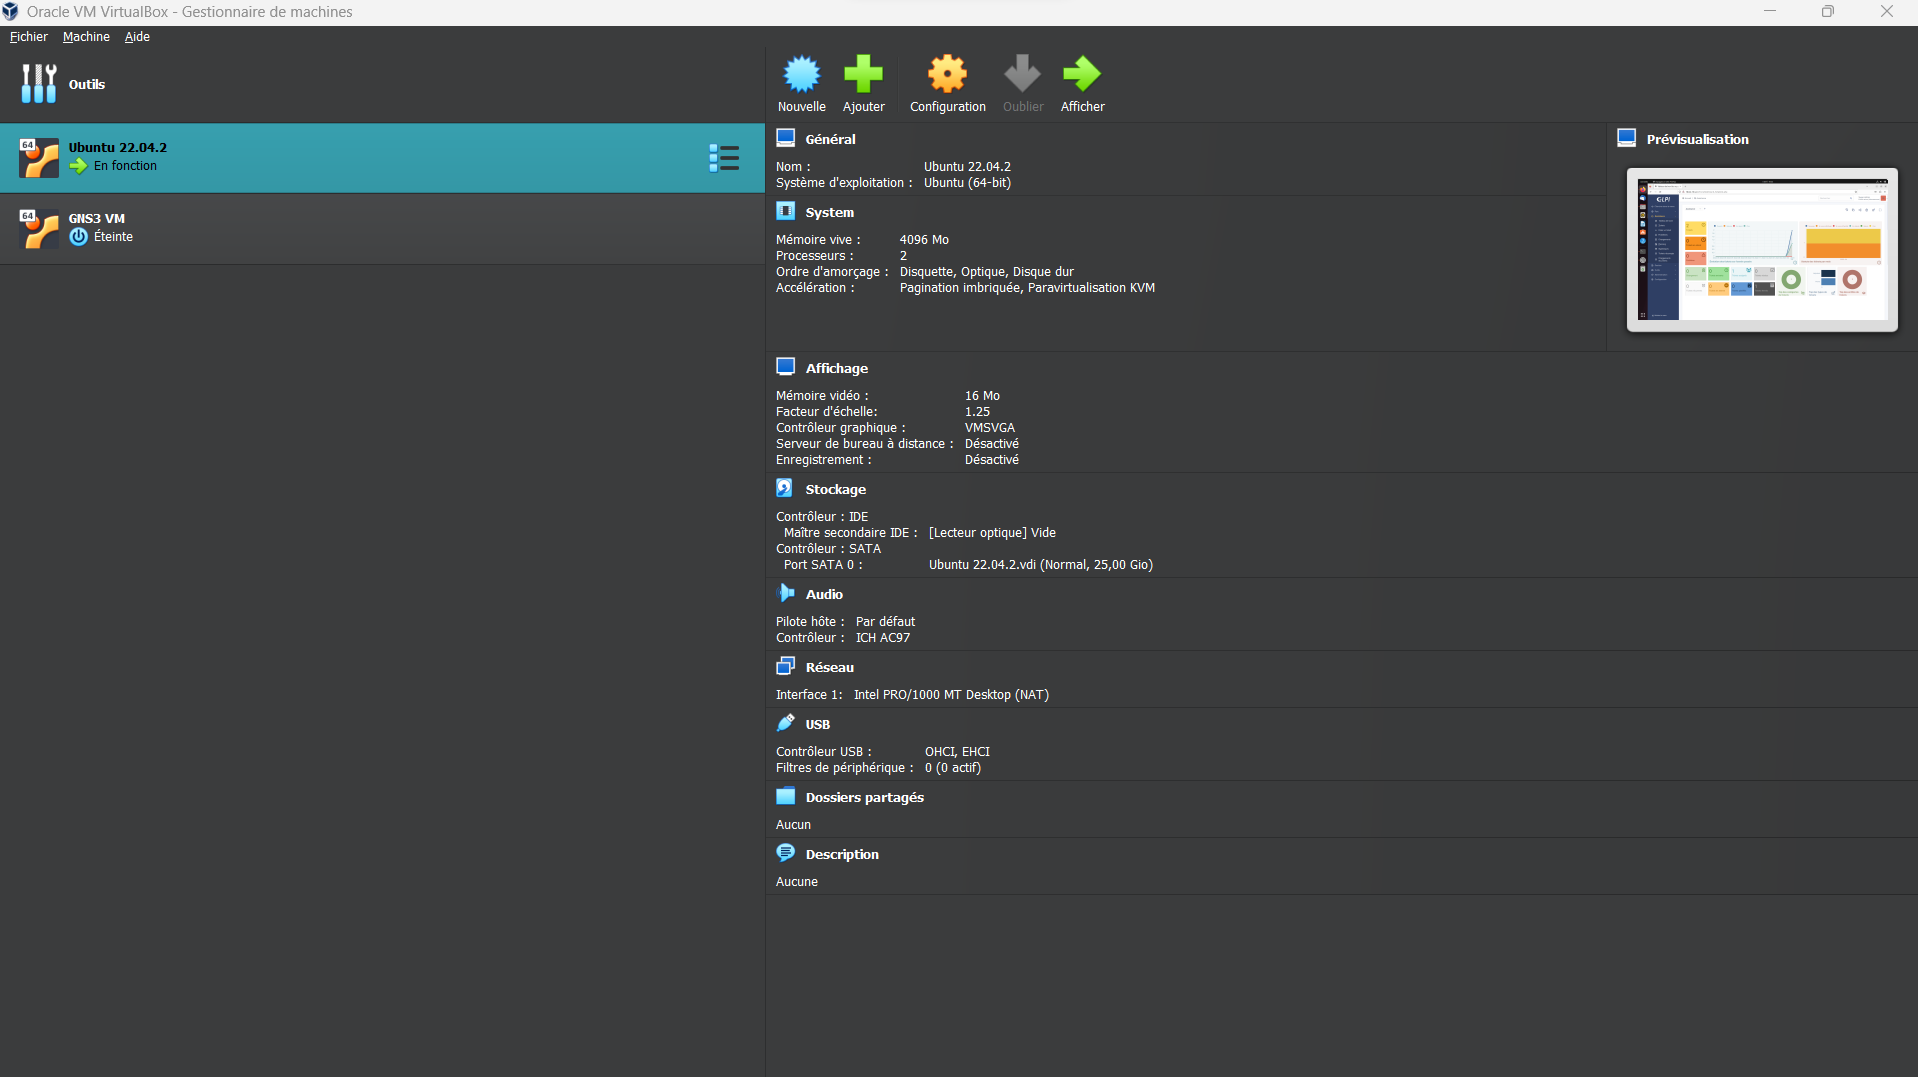 Oracle VM VirtualBox - Gestionnaire de machines
Fichier Machine Aide
Outils
64 Ubuntu 22.04.2
En fonction
64 GNS3 VM
Éteinte
Nouvelle Ajouter Configuration Oublier Afficher
Général
Nom : Ubuntu 22.04.2
Système d'exploitation : Ubuntu (64-bit)
System
Mémoire vive : 4096 Mo
Processeurs : 2
Ordre d'amorçage : Disquette, Optique, Disque dur
Accélération : Pagination imbriquée, Paravirtualisation KVM
Prévisualisation
GLPI
Affichage
Mémoire vidéo : 16 Mo
Facteur d'échelle: 1.25
Contrôleur graphique : VMSVGA
Serveur de bureau à distance : Désactivé
Enregistrement : Désactivé
Stockage
Contrôleur : IDE
Maître secondaire IDE : [Lecteur optique] Vide
Contrôleur : SATA
Port SATA 0 : Ubuntu 22.04.2.vdi (Normal, 25,00 Gio)
Audio
Pilote hôte : Par défaut
Contrôleur : ICH AC97
Réseau
Interface 1: Intel PRO/1000 MT Desktop (NAT)
USB
Contrôleur USB : OHCI, EHCI
Filtres de périphérique : 0 (0 actif)
Dossiers partagés
Aucun
Description
Aucune